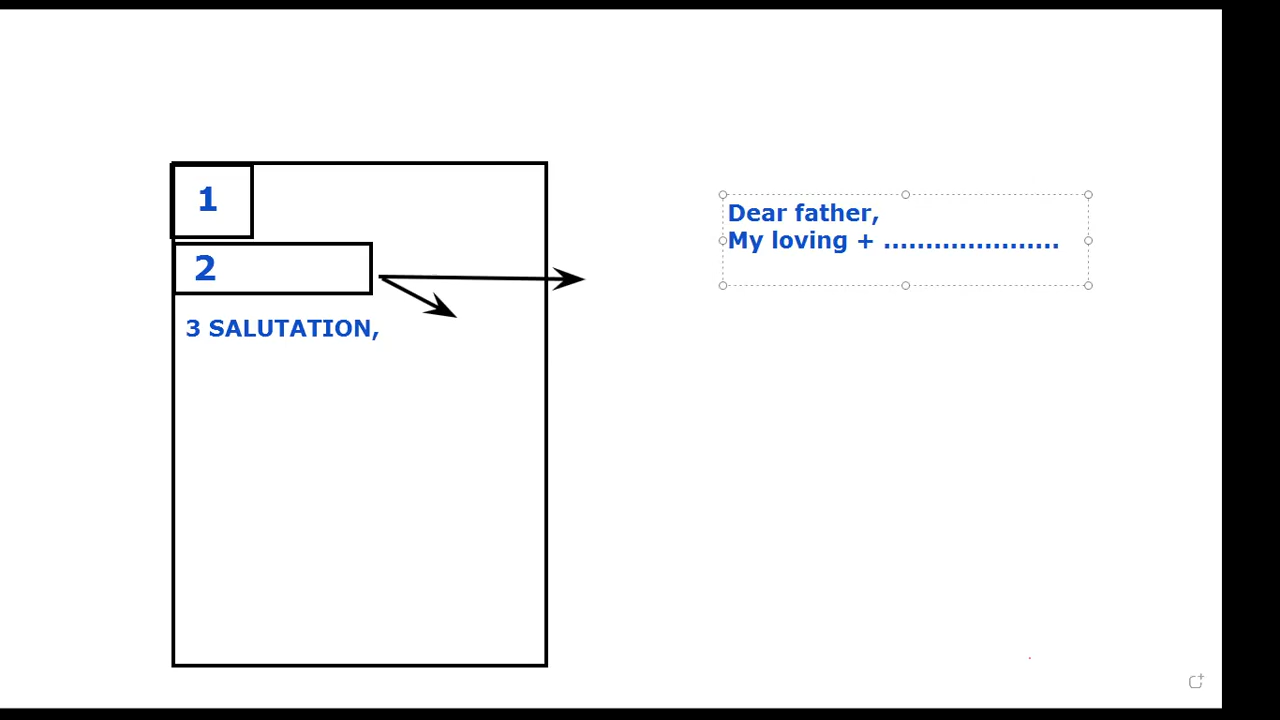 1
2
3 SALUTATION,
Dear father,
My loving + .....................